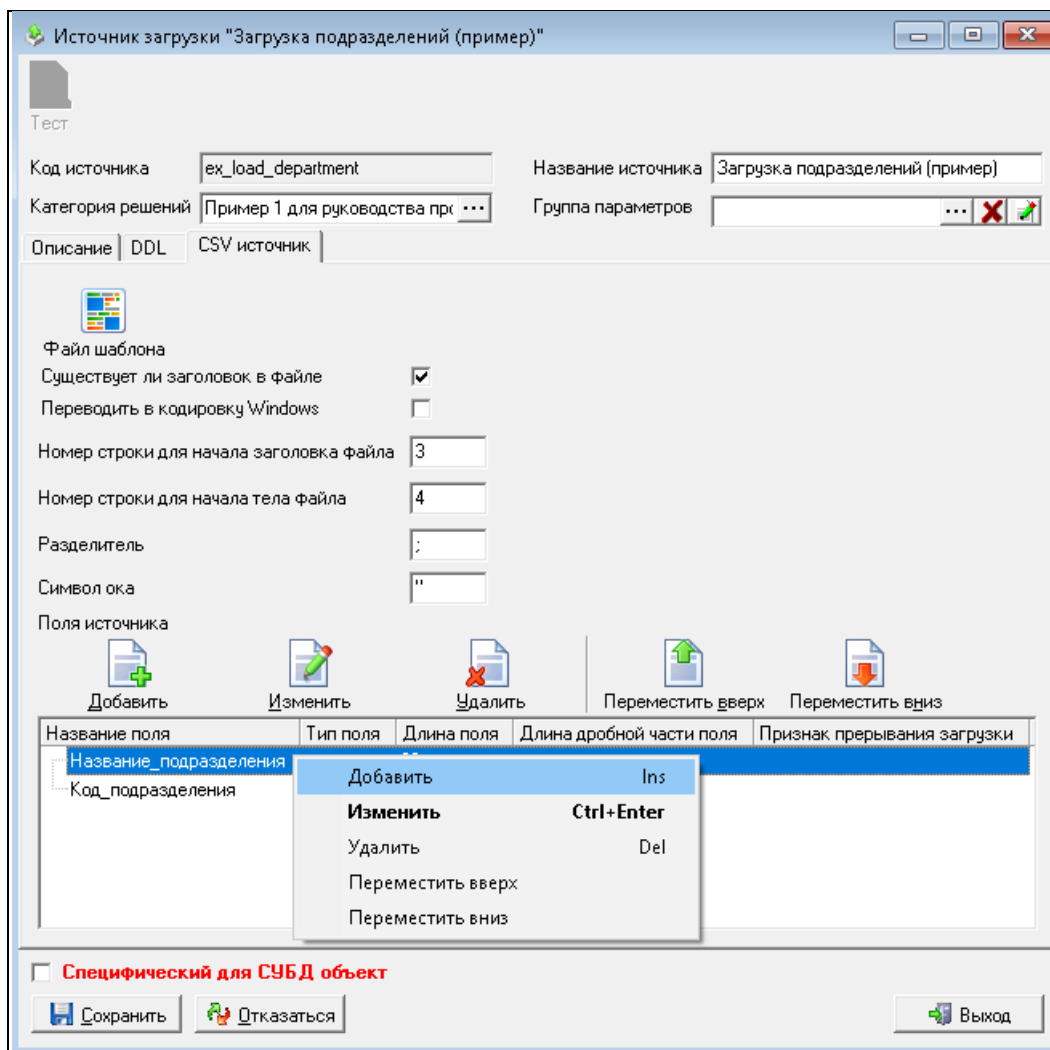 Источник загрузки "Загрузка подразделений (пример)"
Тест
Код источника ex_load_department Название источника Загрузка подразделений (пример)
Категория решений Пример 1 для руководства прс ... Группа параметров ...
Описание DDL CSV источник
Файл шаблона
Существует ли заголовок в файле
Переводить в кодировку Windows
Номер строки для начала заголовка файла 3
Номер строки для начала тела файла 4
Разделитель ;
Символ ока "
Поля источника
Добавить Изменить Удалить Переместить вверх Переместить вниз
Название поля Тип поля Длина поля Длина дробной части поля Признак прерывания загрузки
Название_подразделения
Код_подразделения
Добавить Ins
Изменить Ctrl+Enter
Удалить Del
Переместить вверх
Переместить вниз
Специфический для СУБД объект
Сохранить Отказаться Выход